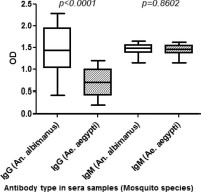 p<0.0001 p=0.8602
OD
2.5
2.0
1.5
1.0
0.5
0.0
IgG (An. albimanus)
IgG (Ae. aegypti)
IgM (An. albimanus)
IgM (Ae. aegypti)
Antibody type in sera samples (Mosquito species)